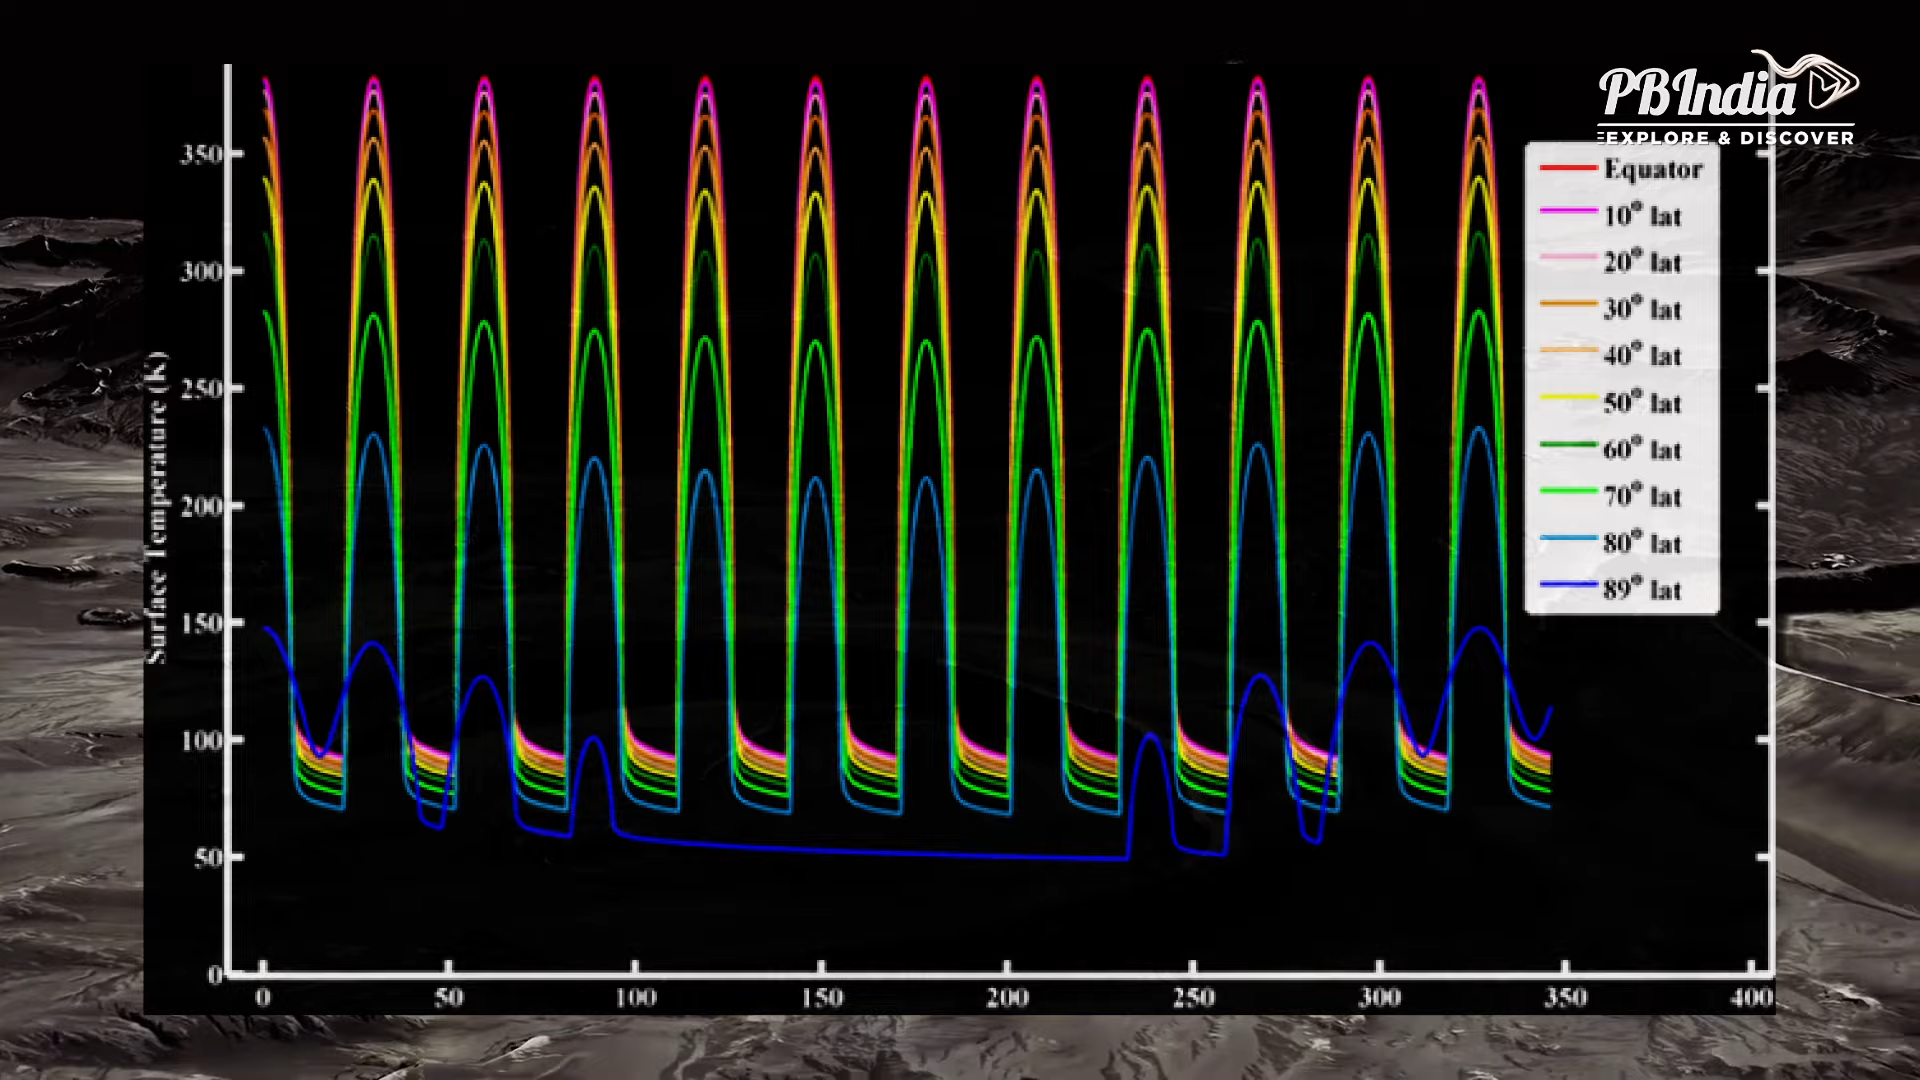 PBIndia
EXPLORE & DISCOVER
Surface Temperature (K)
350
300
250
200
150
100
50
0
0 50 100 150 200 250 300 350 400
Equator
10° lat
20° lat
30° lat
40° lat
50° lat
60° lat
70° lat
80° lat
89° lat